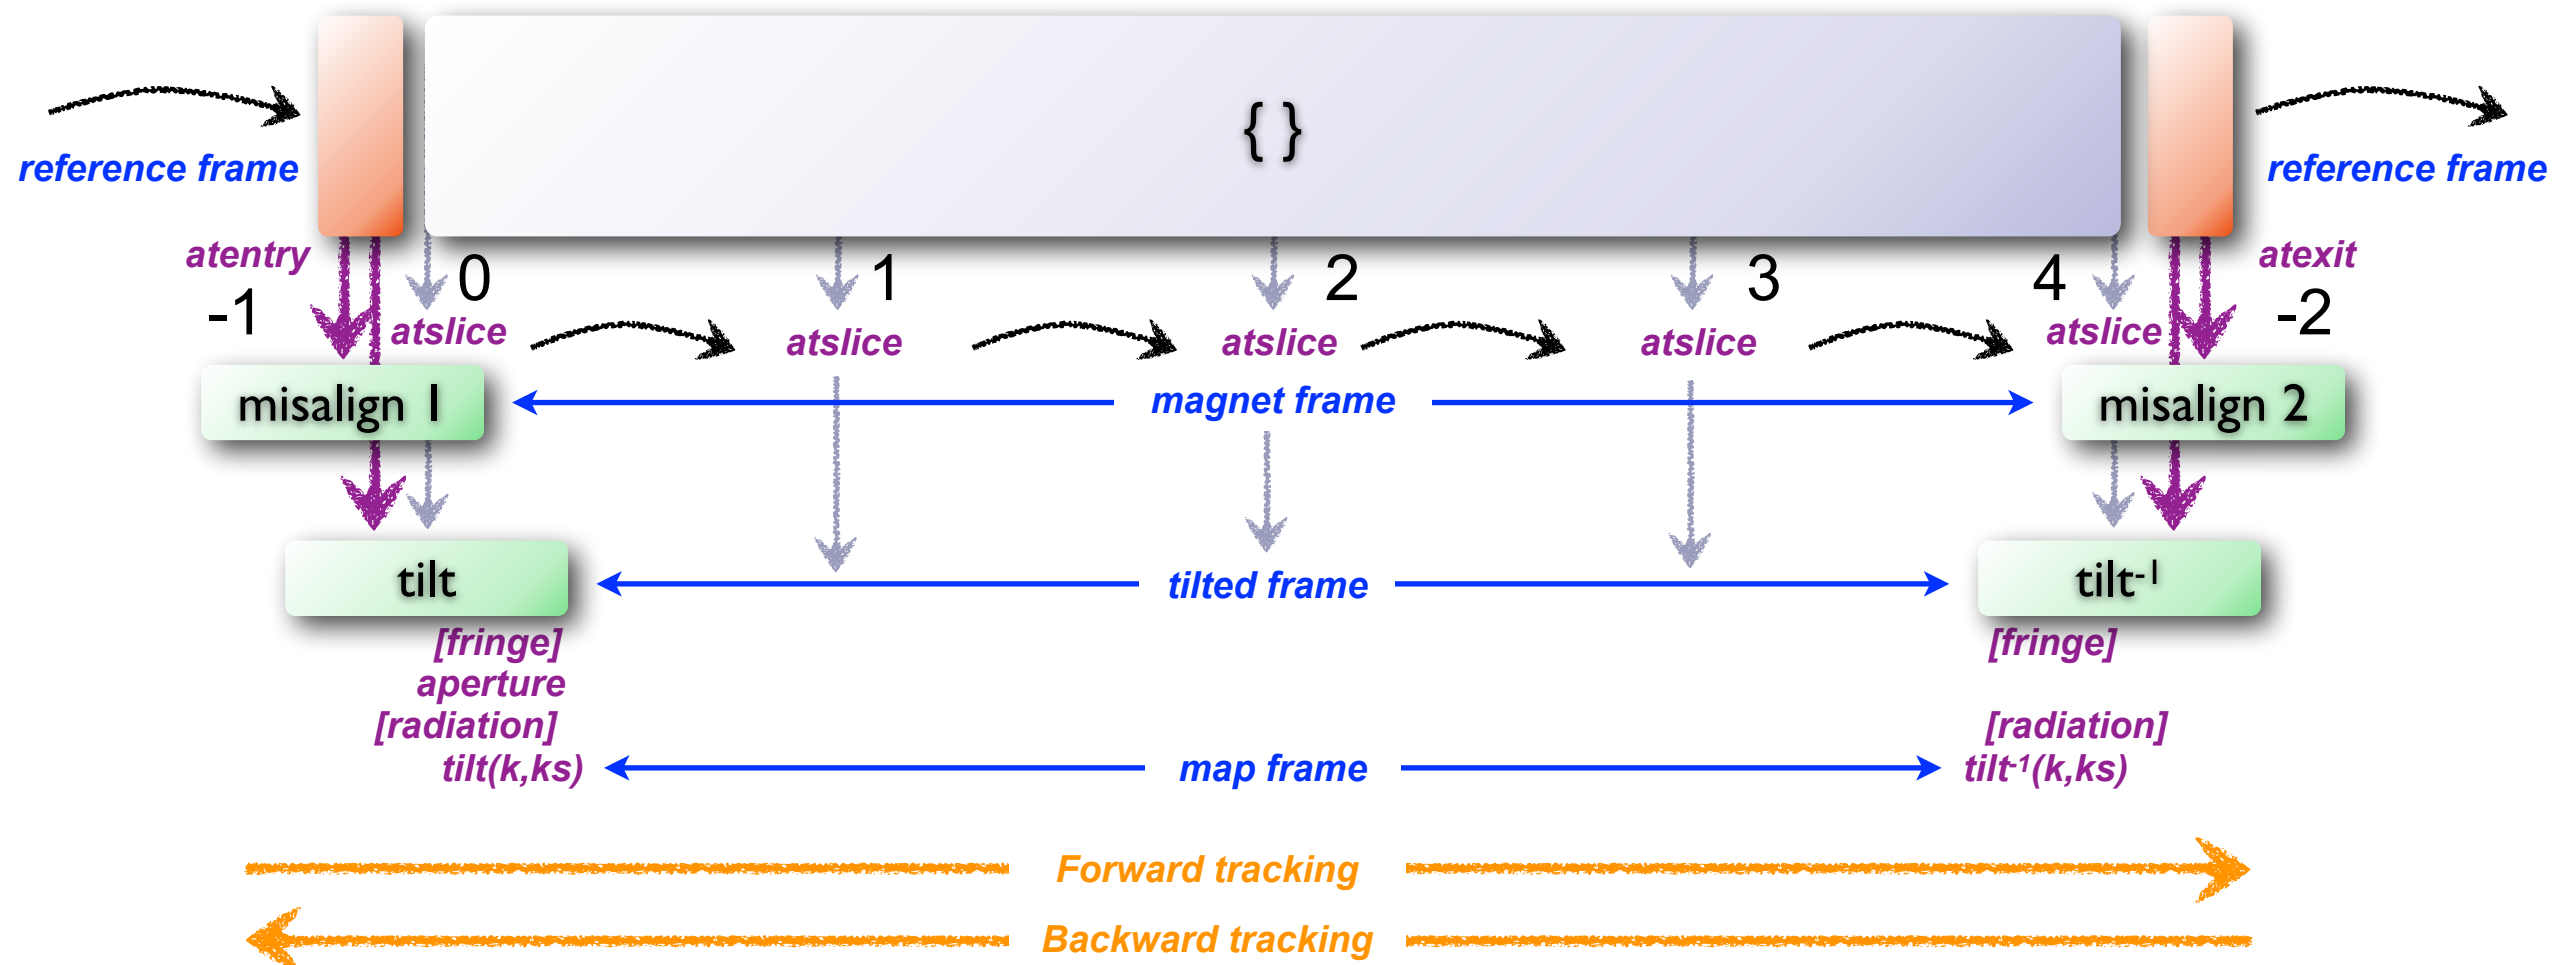 { }
reference frame
reference frame
atentry
atexit
-1
0
1
2
3
4
-2
atslice
atslice
atslice
atslice
atslice
misalign 1
magnet frame
misalign 2
tilt
tilted frame
tilt⁻¹
[fringe]
[fringe]
aperture
[radiation]
[radiation]
tilt(k,ks)
map frame
tilt⁻¹(k,ks)
Forward tracking
Backward tracking